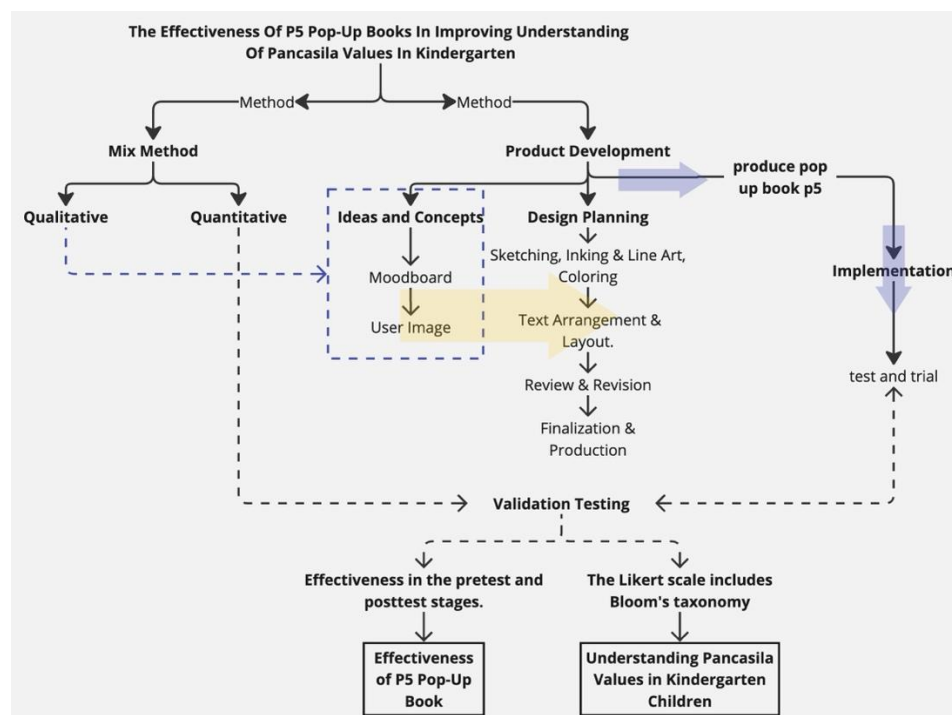 The Effectiveness Of P5 Pop-Up Books In Improving Understanding
Of Pancasila Values In Kindergarten
Method
Method
Mix Method
Product Development
produce pop
up book p5
Qualitative
Quantitative
Ideas and Concepts
Design Planning
Sketching, Inking & Line Art,
Coloring
Moodboard
Implementation
User Image
Text Arrangement &
Layout.
test and trial
Review & Revision
Finalization &
Production
Validation Testing
Effectiveness in the pretest and
posttest stages.
The Likert scale includes
Bloom's taxonomy
Effectiveness
of P5 Pop-Up
Book
Understanding Pancasila
Values in Kindergarten
Children